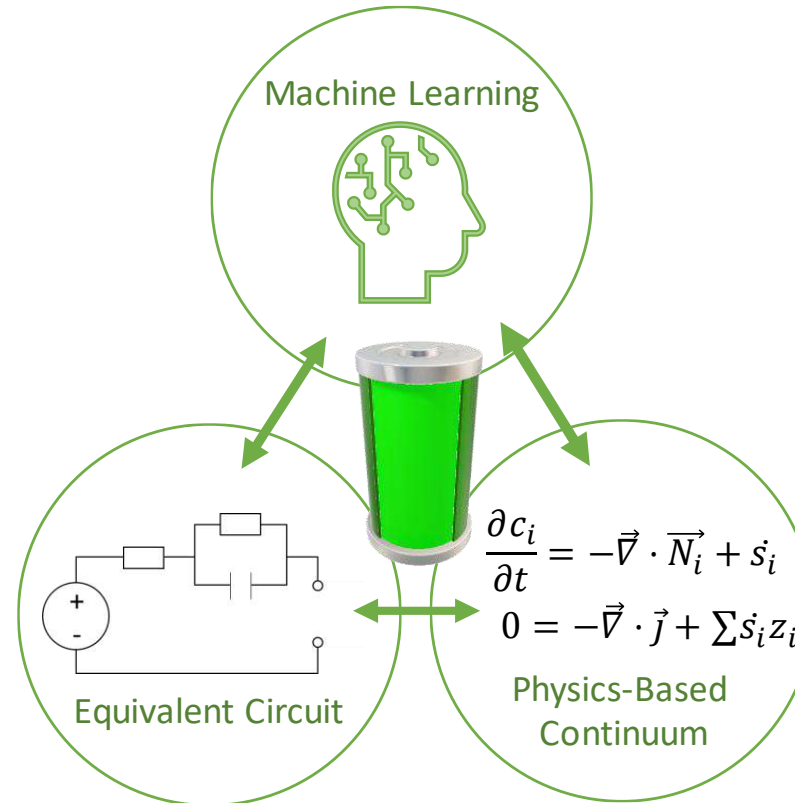 Machine Learning
+
-
Equivalent Circuit
∂c_i/∂t = −∇⃗ · N⃗_i + ṡ_i
0 = −∇⃗ · j⃗ + ∑ṡ_i z_i
Physics-Based
Continuum